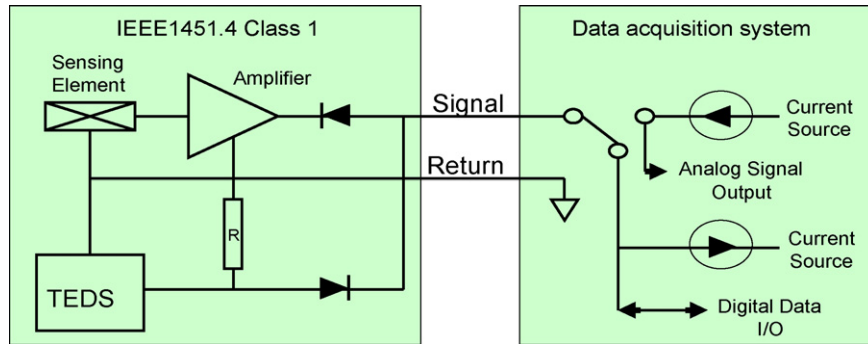 IEEE1451.4 Class 1
Sensing
Element
Amplifier
R
TEDS
Signal
Return
Data acquisition system
Current
Source
Analog Signal
Output
Current
Source
Digital Data
I/O